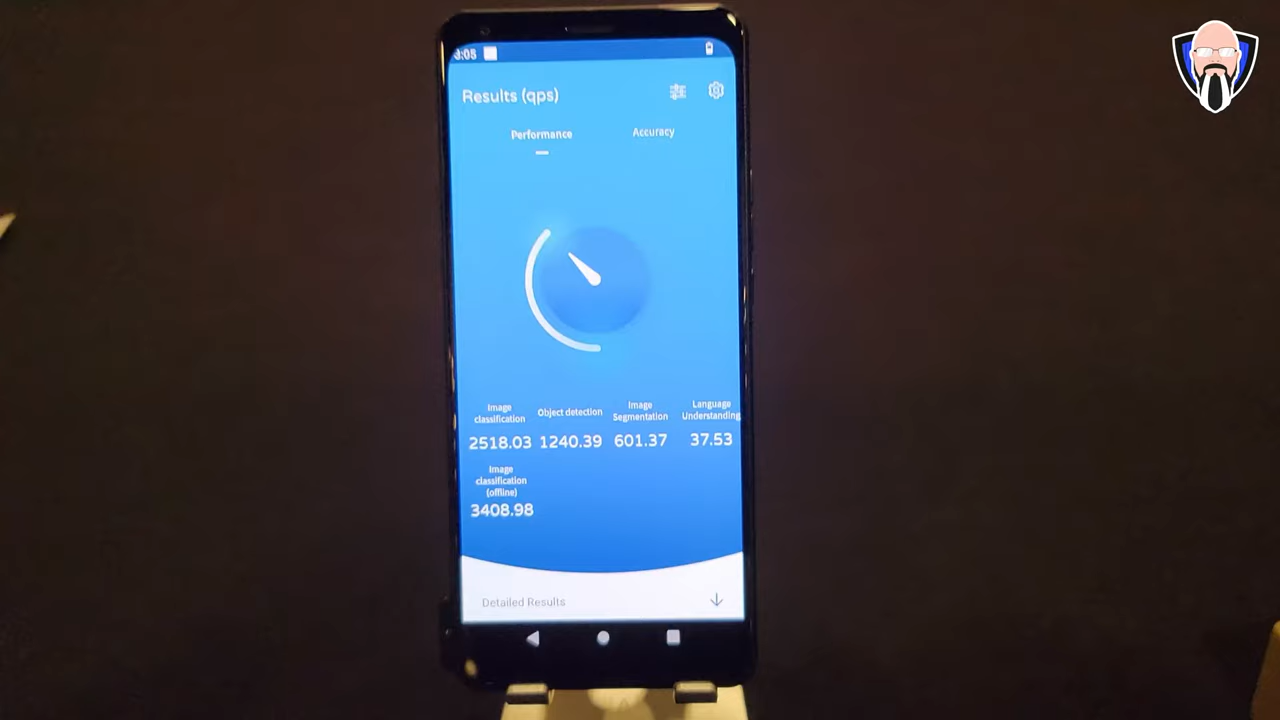 3:05
Results (qps)
Performance
Accuracy
Image
classification
2518.03
Object detection
1240.39
Image
Segmentation
601.37
Language
Understanding
37.53
Image
classification
(offline)
3408.98
Detailed Results